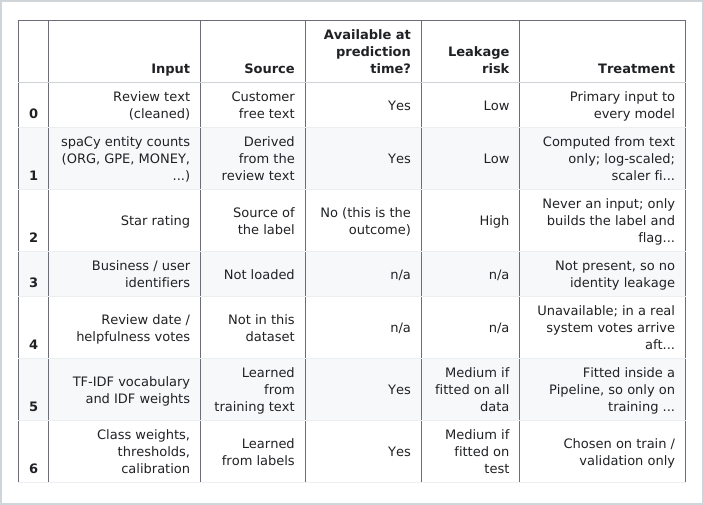 Input Source Available at prediction time? Leakage risk Treatment
0 Review text (cleaned) Customer free text Yes Low Primary input to every model
1 spaCy entity counts (ORG, GPE, MONEY, ...) Derived from the review text Yes Low Computed from text only; log-scaled; scaler fi...
2 Star rating Source of the label No (this is the outcome) High Never an input; only builds the label and flag...
3 Business / user identifiers Not loaded n/a n/a Not present, so no identity leakage
4 Review date / helpfulness votes Not in this dataset n/a n/a Unavailable; in a real system votes arrive aft...
5 TF-IDF vocabulary and IDF weights Learned from training text Yes Medium if fitted on all data Fitted inside a Pipeline, so only on training ...
6 Class weights, thresholds, calibration Learned from labels Yes Medium if fitted on test Chosen on train / validation only